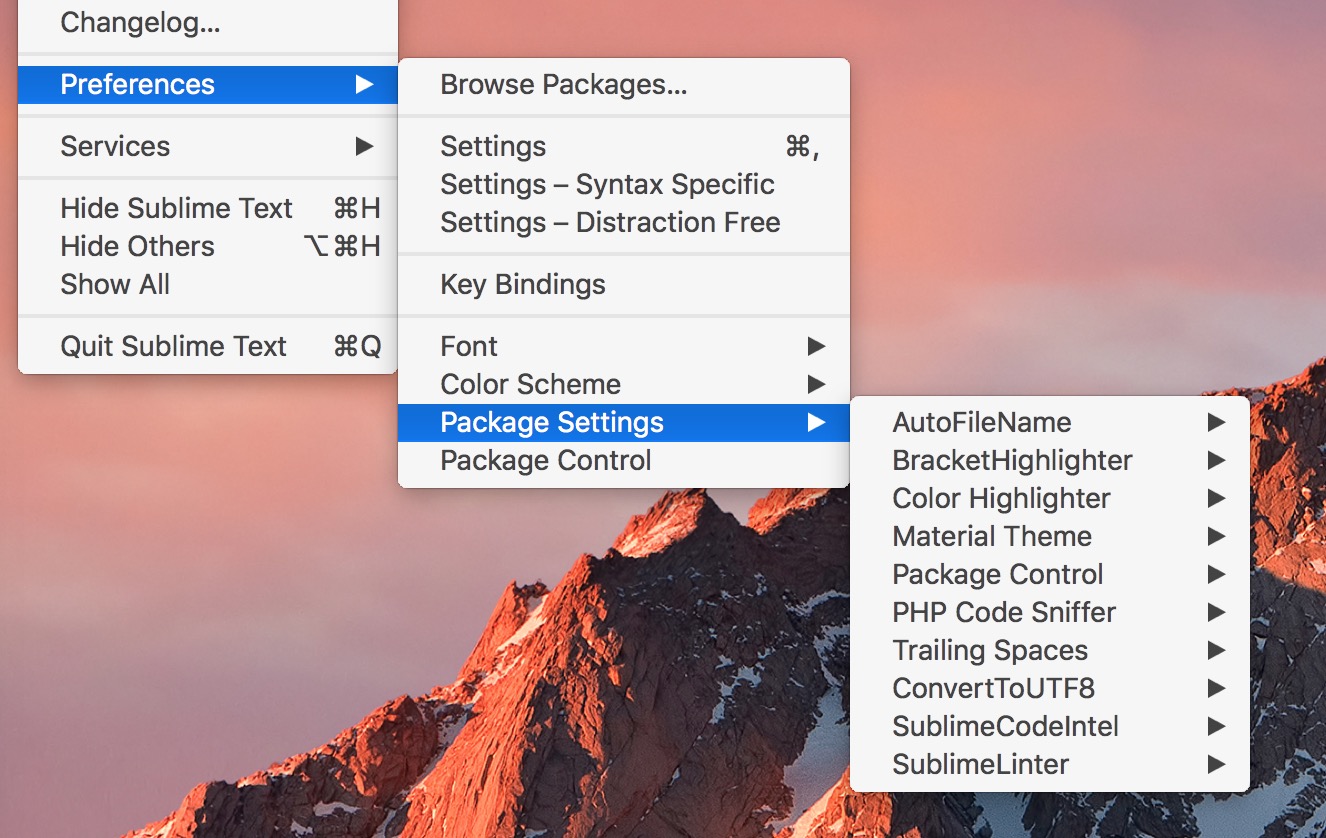 Changelog...
Preferences ▶
Services ▶
Hide Sublime Text ⌘H
Hide Others ⌥⌘H
Show All
Quit Sublime Text ⌘Q
Browse Packages...
Settings ⌘,
Settings – Syntax Specific
Settings – Distraction Free
Key Bindings
Font ▶
Color Scheme ▶
Package Settings ▶
Package Control
AutoFileName ▶
BracketHighlighter ▶
Color Highlighter ▶
Material Theme ▶
Package Control ▶
PHP Code Sniffer ▶
Trailing Spaces ▶
ConvertToUTF8 ▶
SublimeCodeIntel ▶
SublimeLinter ▶